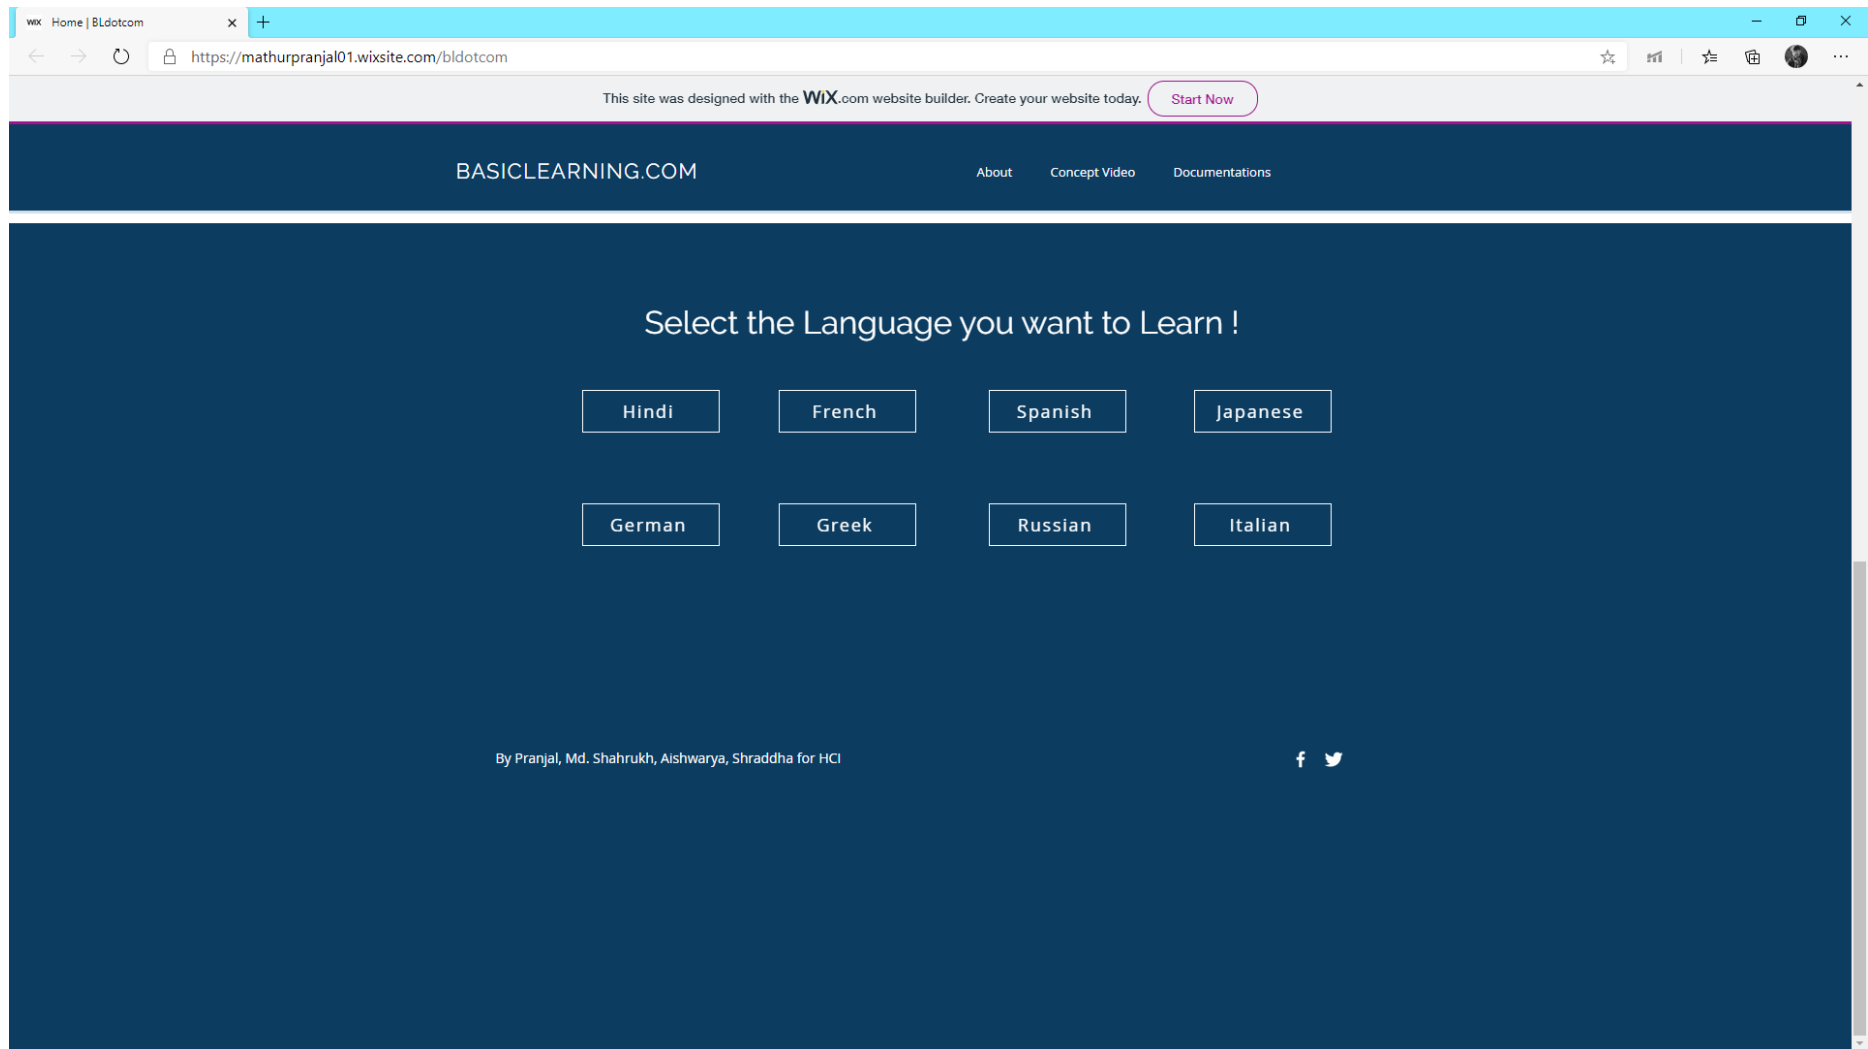 WIX Home | BLdotcom
https://mathurpranjal01.wixsite.com/bldotcom
This site was designed with the WiX.com website builder. Create your website today. Start Now
BASICLEARNING.COM About Concept Video Documentations
Select the Language you want to Learn !
Hindi French Spanish Japanese
German Greek Russian Italian
By Pranjal, Md. Shahrukh, Aishwarya, Shraddha for HCI